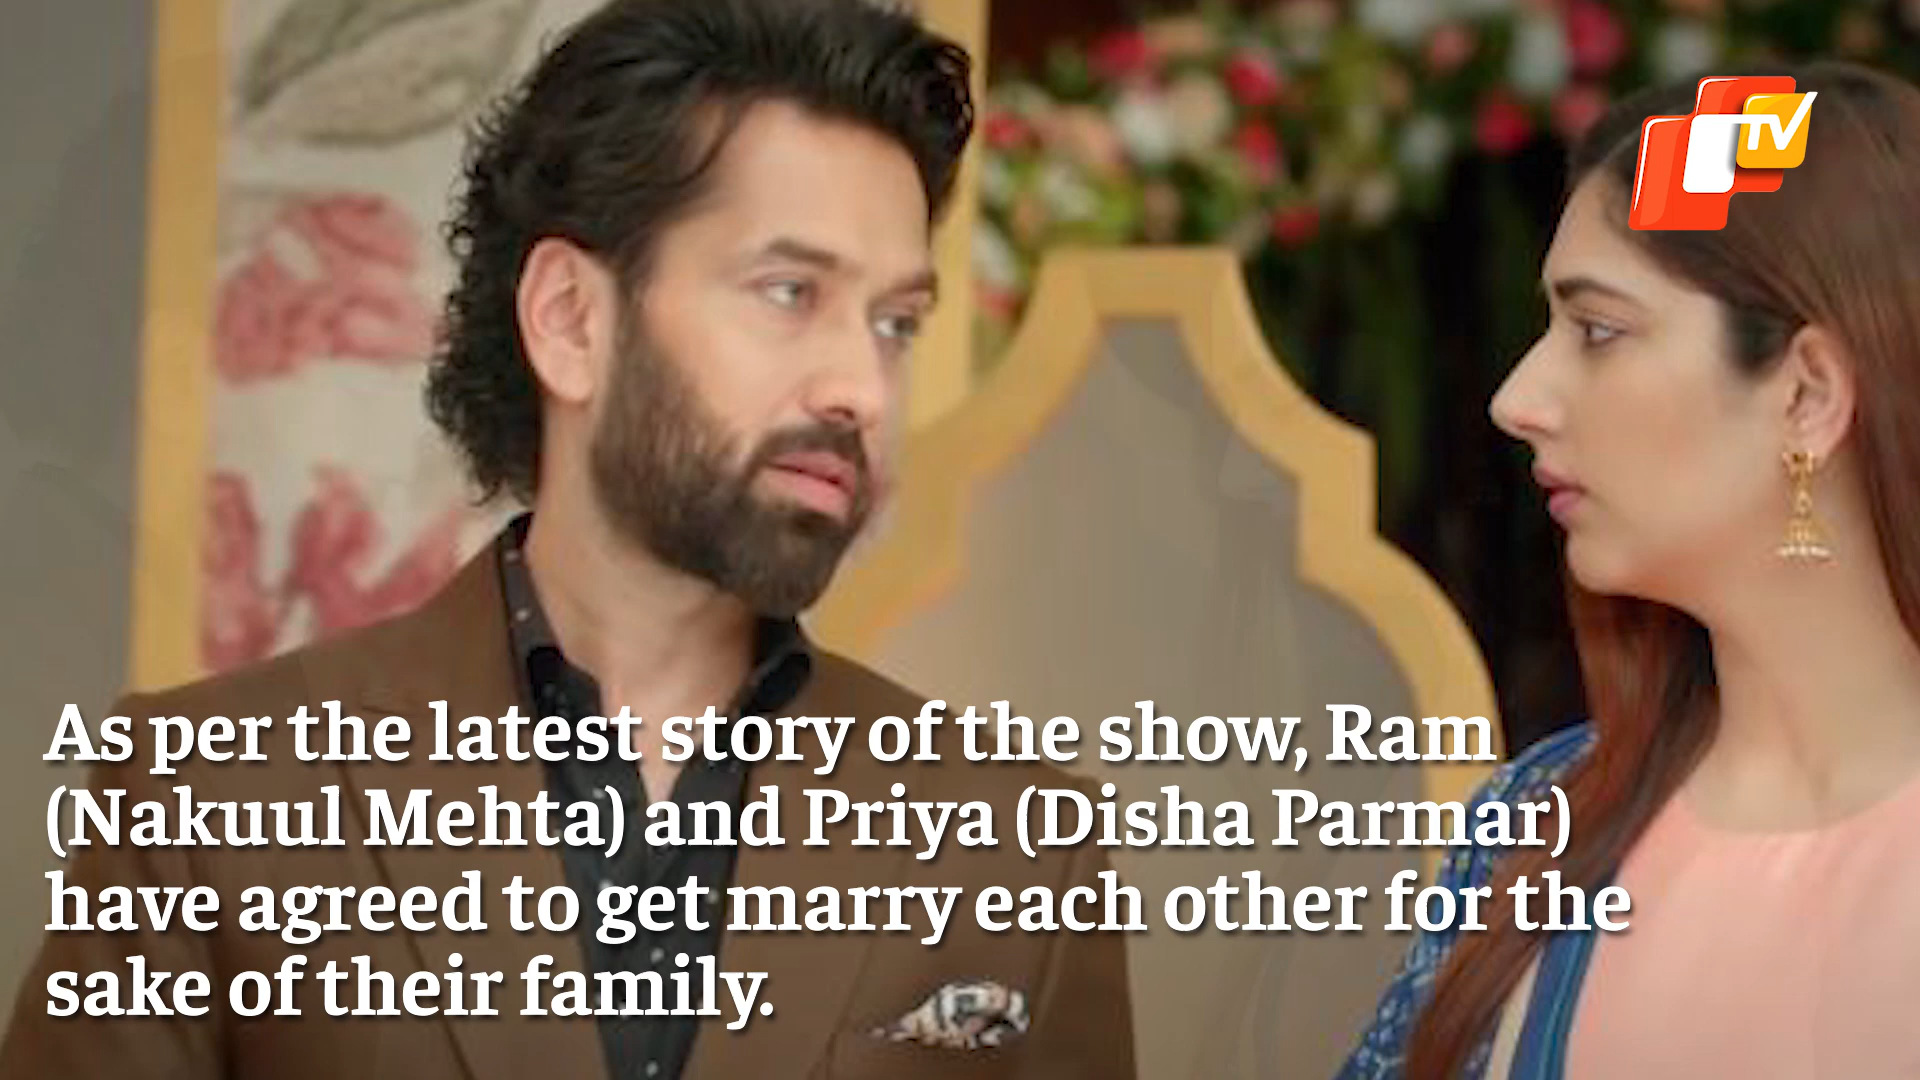 TV
As per the latest story of the show, Ram
(Nakuul Mehta) and Priya (Disha Parmar)
have agreed to get marry each other for the
sake of their family.